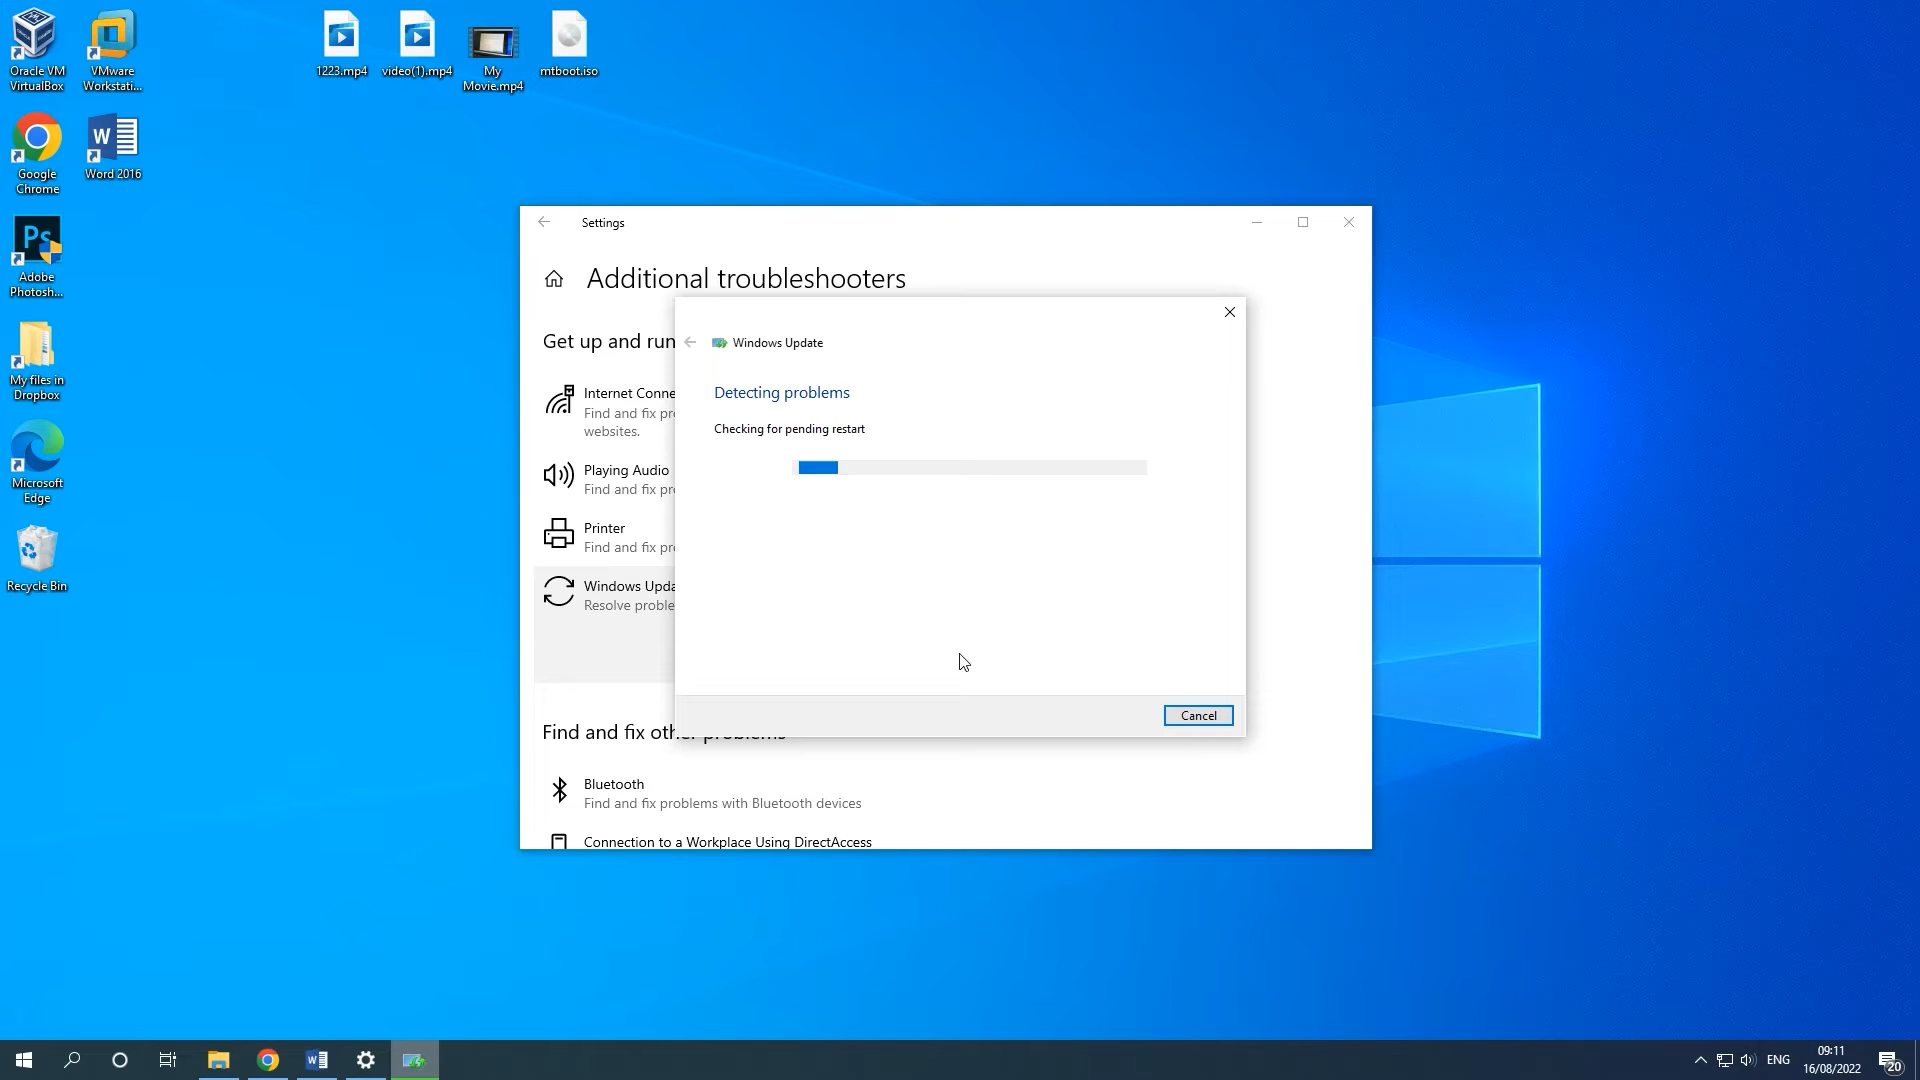 Oracle VM
VirtualBox
VMware
Workstati...
1223.mp4
video(1).mp4
My
Movie.mp4
mtboot.iso
Google
Chrome
Word 2016
Adobe
Photosh...
My files in
Dropbox
Microsoft
Edge
Recycle Bin
Settings
Additional troubleshooters
Get up and run
Internet Conne
Find and fix pr
websites.
Playing Audio
Find and fix pr
Printer
Find and fix pr
Windows Upda
Resolve proble
Windows Update
Detecting problems
Checking for pending restart
Cancel
Find and fix other problems
Bluetooth
Find and fix problems with Bluetooth devices
Connection to a Workplace Using DirectAccess
ENG
09:11
16/08/2022
20